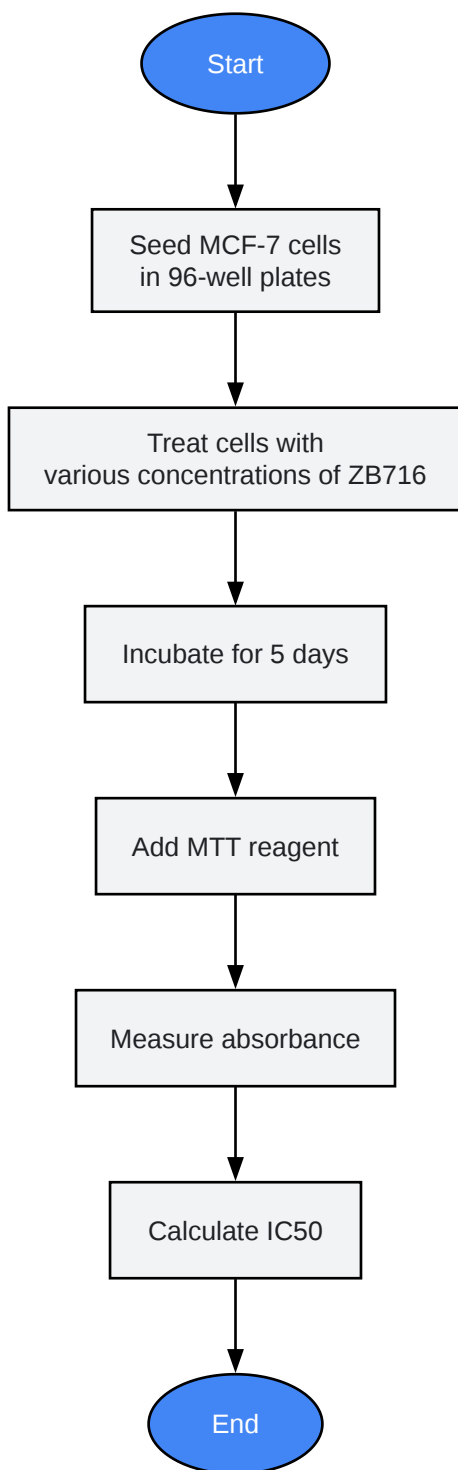 Start
Seed MCF-7 cells
in 96-well plates
Treat cells with
various concentrations of ZB716
Incubate for 5 days
Add MTT reagent
Measure absorbance
Calculate IC50
End